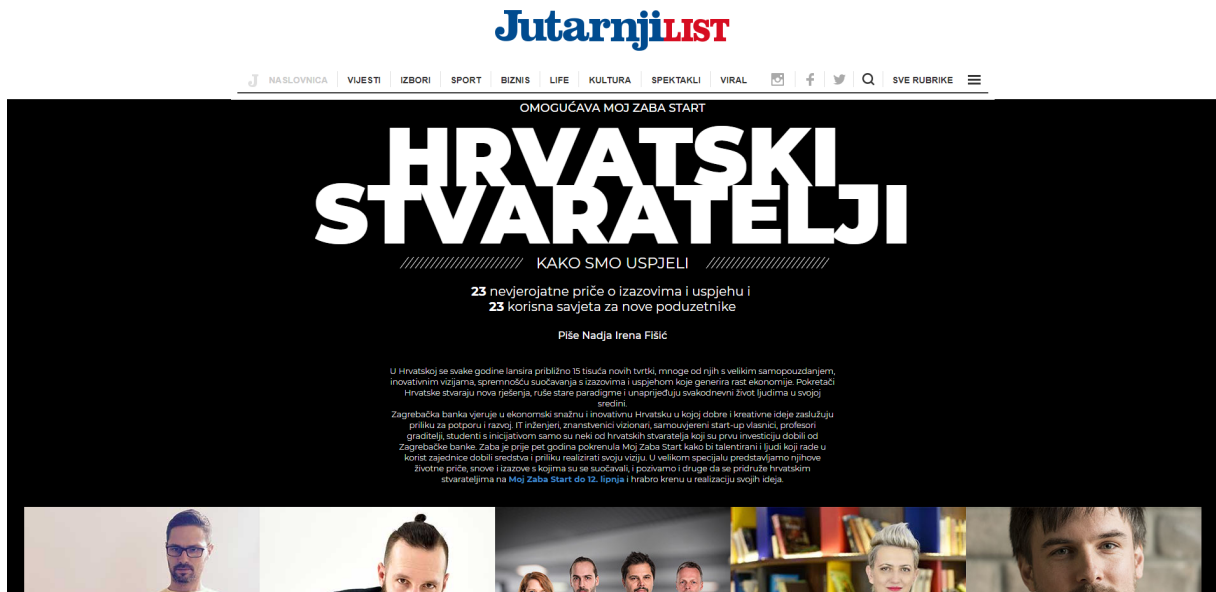 JutarnjiLIST
J NASLOVNICA VIJESTI IZBORI SPORT BIZNIS LIFE KULTURA SPEKTAKLI VIRAL SVE RUBRIKE
OMOGUĆAVA MOJ ZABA START
HRVATSKI
STVARATELJI
KAKO SMO USPJELI
23 nevjerojatne priče o izazovima i uspjehu i
23 korisna savjeta za nove poduzetnike
Piše Nadja Irena Fišić
U Hrvatskoj se svake godine lansira približno 15 tisuća novih tvrtki, mnoge od njih s velikim samopouzdanjem,
inovativnim vizijama, spremnošću suočavanja s izazovima i uspjehom koje generira rast ekonomije. Pokretači
Hrvatske stvaraju nova rješenja, ruše stare paradigme i unaprijeđuju svakodnevni život ljudima u svojoj
sredini.
Zagrebačka banka vjeruje u ekonomski snažnu i inovativnu Hrvatsku u kojoj dobre i kreativne ideje zaslužuju
priliku za potporu i razvoj. IT inženjeri, znanstvenici vizionari, samouvjereni start-up vlasnici, profesori
graditelji, studenti s inicijativom samo su neki od hrvatskih stvaratelja koji su prvu investiciju dobili od
Zagrebačke banke. Zaba je prije pet godina pokrenula Moj Zaba Start kako bi talentirani i ljudi koji rade u
korist zajednice dobili sredstva i priliku realizirati svoju viziju. U velikom specijalu predstavljamo njihove
životne priče, snove i izazove s kojima su se suočavali, i pozivamo i druge da se pridruže hrvatskim
stvarateljima na Moj Zaba Start do 12. lipnja i hrabro krenu u realizaciju svojih ideja.